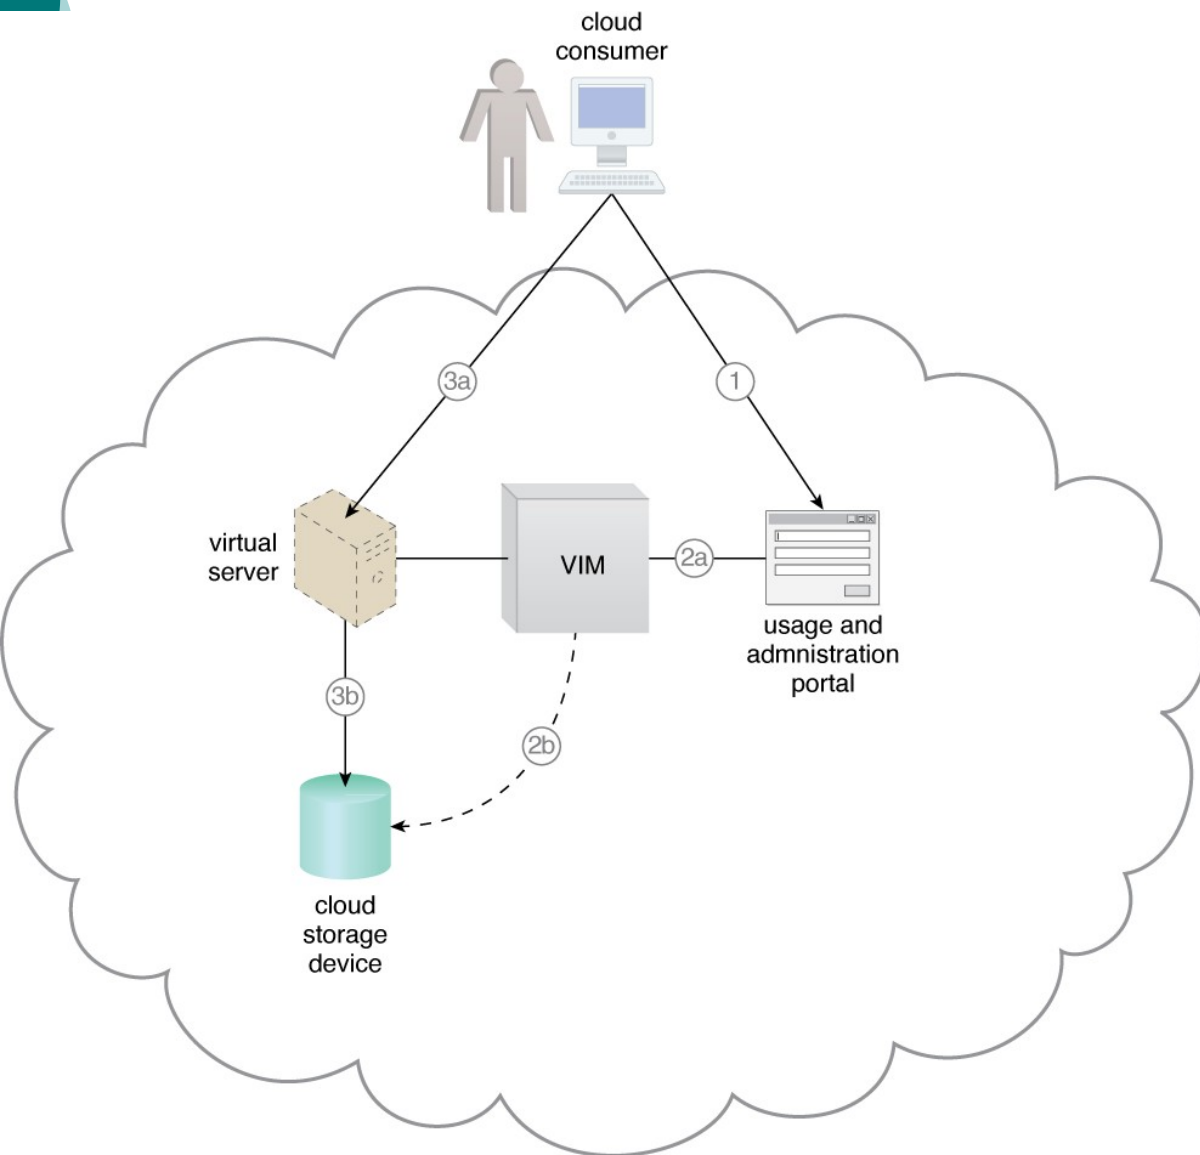 cloud
consumer
3a
1
virtual
server
VIM
2a
usage and
admnistration
portal
3b
2b
cloud
storage
device